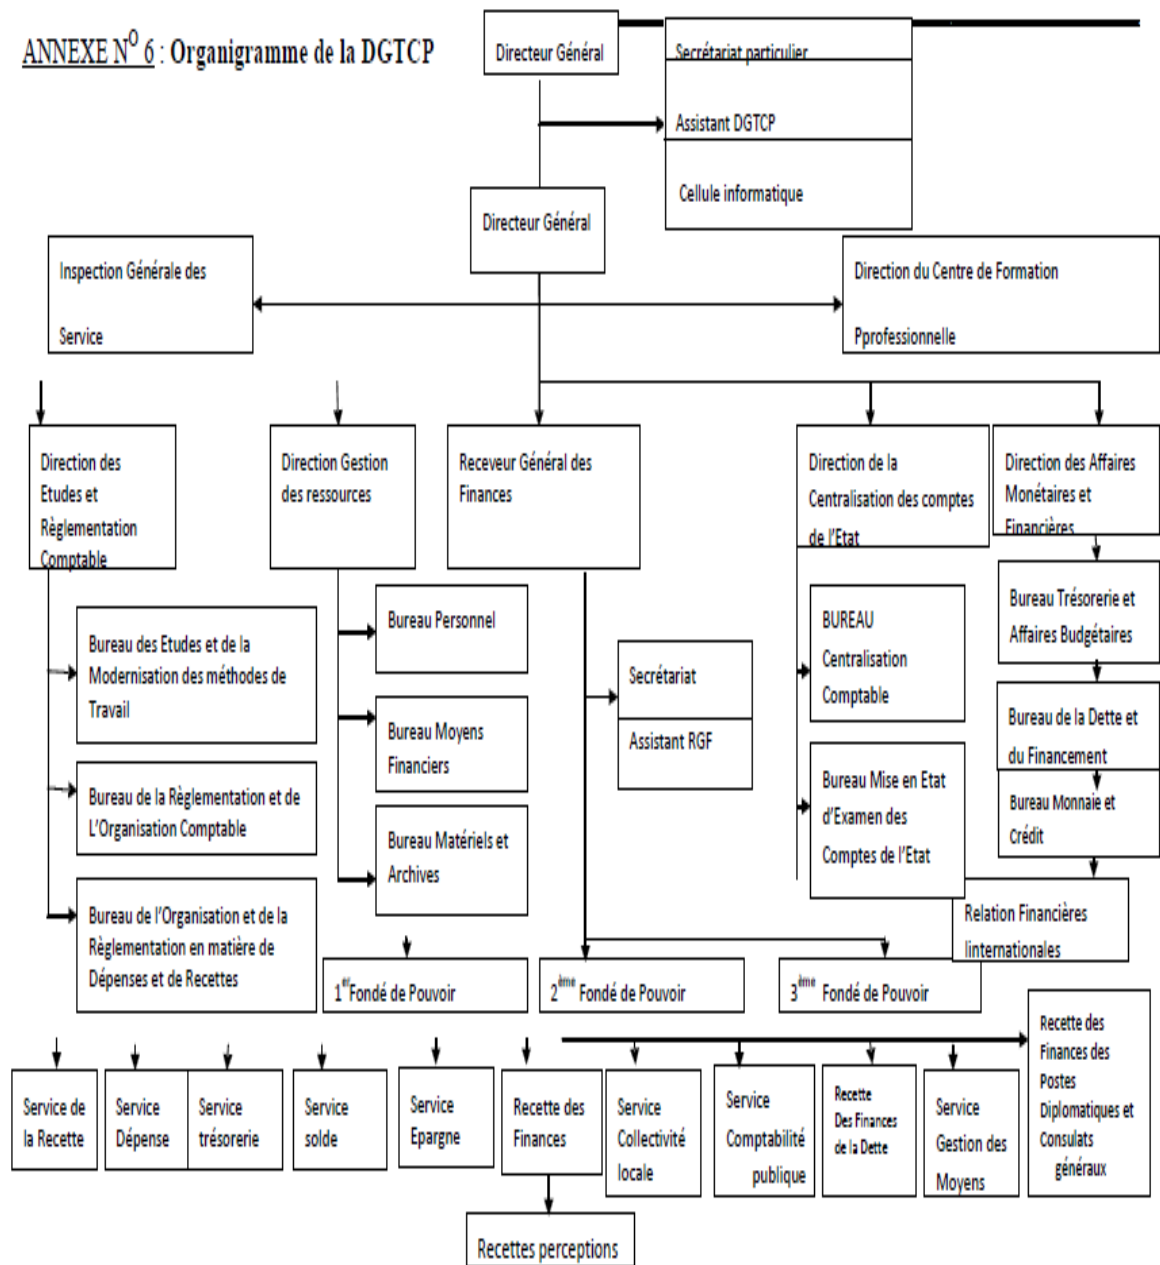 ANNEXE N° 6 : Organigramme de la DGTCP
Directeur Général
Secrétariat particulier
Assistant DGTCP
Cellule informatique
Directeur Général
Inspection Générale des
Service
Direction du Centre de Formation
Pprofessionnelle
Direction des
Etudes et
Règlementation
Comptable
Direction Gestion
des ressources
Receveur Général des
Finances
Direction de la
Centralisation des comptes
de l'Etat
Direction des Affaires
Monétaires et
Financières
Bureau des Etudes et de la
Modernisation des méthodes de
Travail
Bureau de la Règlementation et de
L'Organisation Comptable
Bureau de l'Organisation et de la
Règlementation en matière de
Dépenses et de Recettes
Bureau Personnel
Bureau Moyens
Financiers
Bureau Matériels et
Archives
Secrétariat
Assistant RGF
BUREAU
Centralisation
Comptable
Bureau Mise en Etat
d'Examen des
Comptes de l'Etat
Bureau Trésorerie et
Affaires Budgétaires
Bureau de la Dette et
du Financement
Bureau Monnaie et
Crédit
Relation Financières
Iinternationales
1er Fondé de Pouvoir
2ème Fondé de Pouvoir
3ème Fondé de Pouvoir
Service de
la Recette
Service
Dépense
Service
trésorerie
Service
solde
Service
Epargne
Recette des
Finances
Service
Collectivité
locale
Service
Comptabilité
publique
Recette
Des Finances
de la Dette
Service
Gestion des
Moyens
Recette des
Finances des
Postes
Diplomatiques et
Consulats
généraux
Recettes perceptions